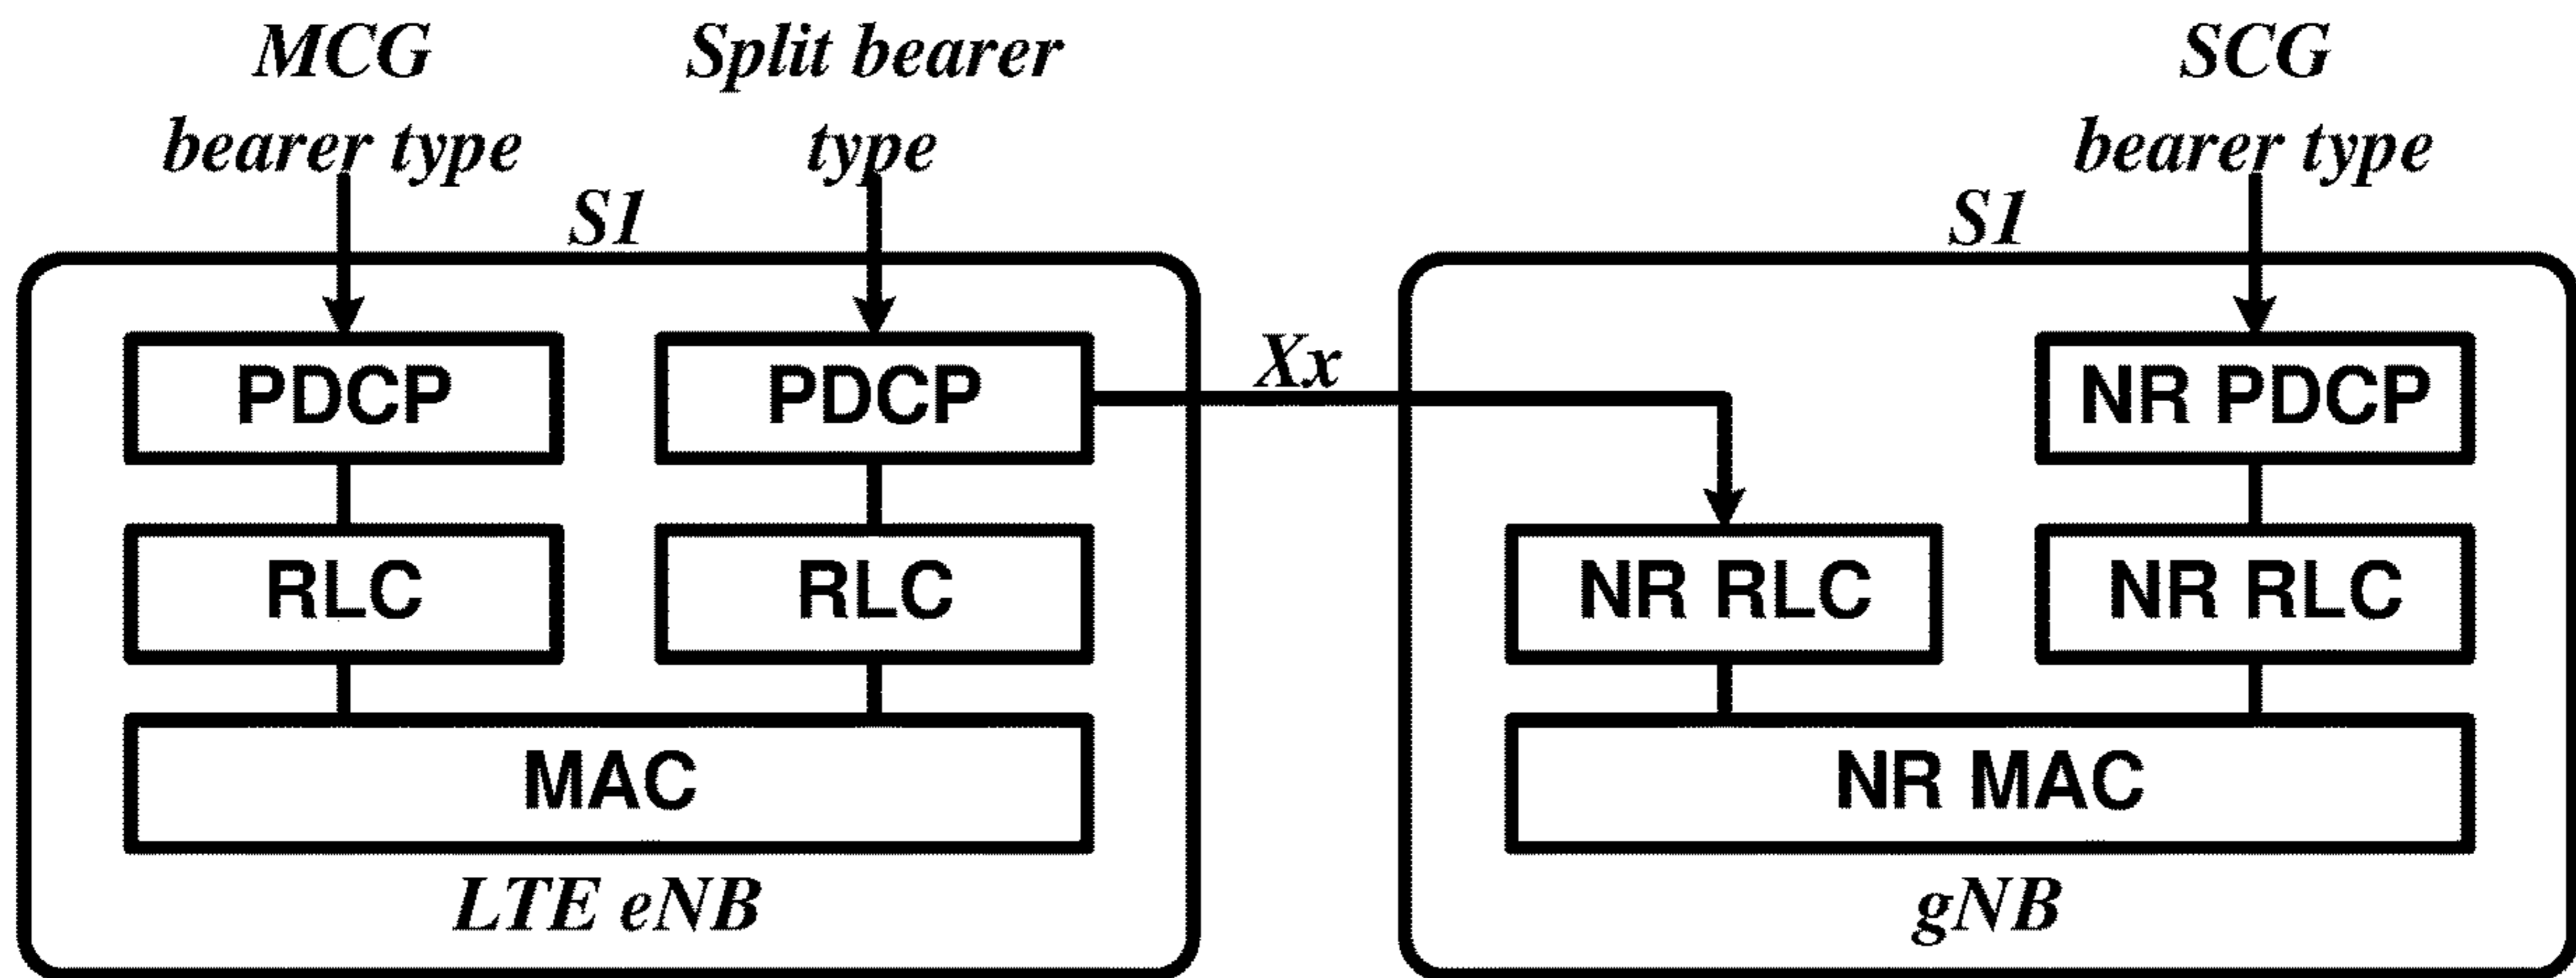 MCG
bearer type
Split bearer
type
SCG
bearer type
S1
S1
Xx
PDCP
PDCP
NR PDCP
RLC
RLC
NR RLC
NR RLC
MAC
NR MAC
LTE eNB
gNB